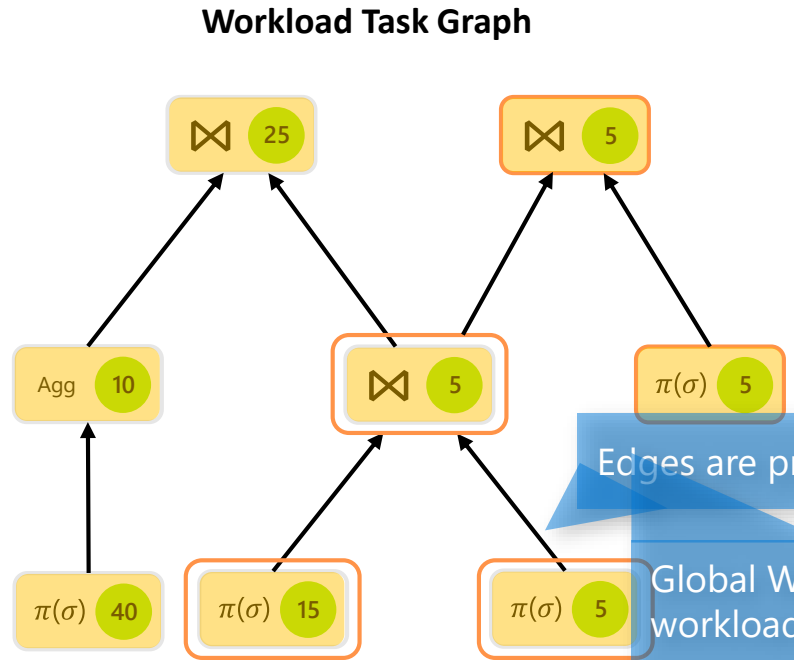 Workload Task Graph
⋈ 25
⋈ 5
Agg 10
⋈ 5
π(σ) 5
Edges are pr
π(σ) 40
π(σ) 15
π(σ) 5
Global W
workload